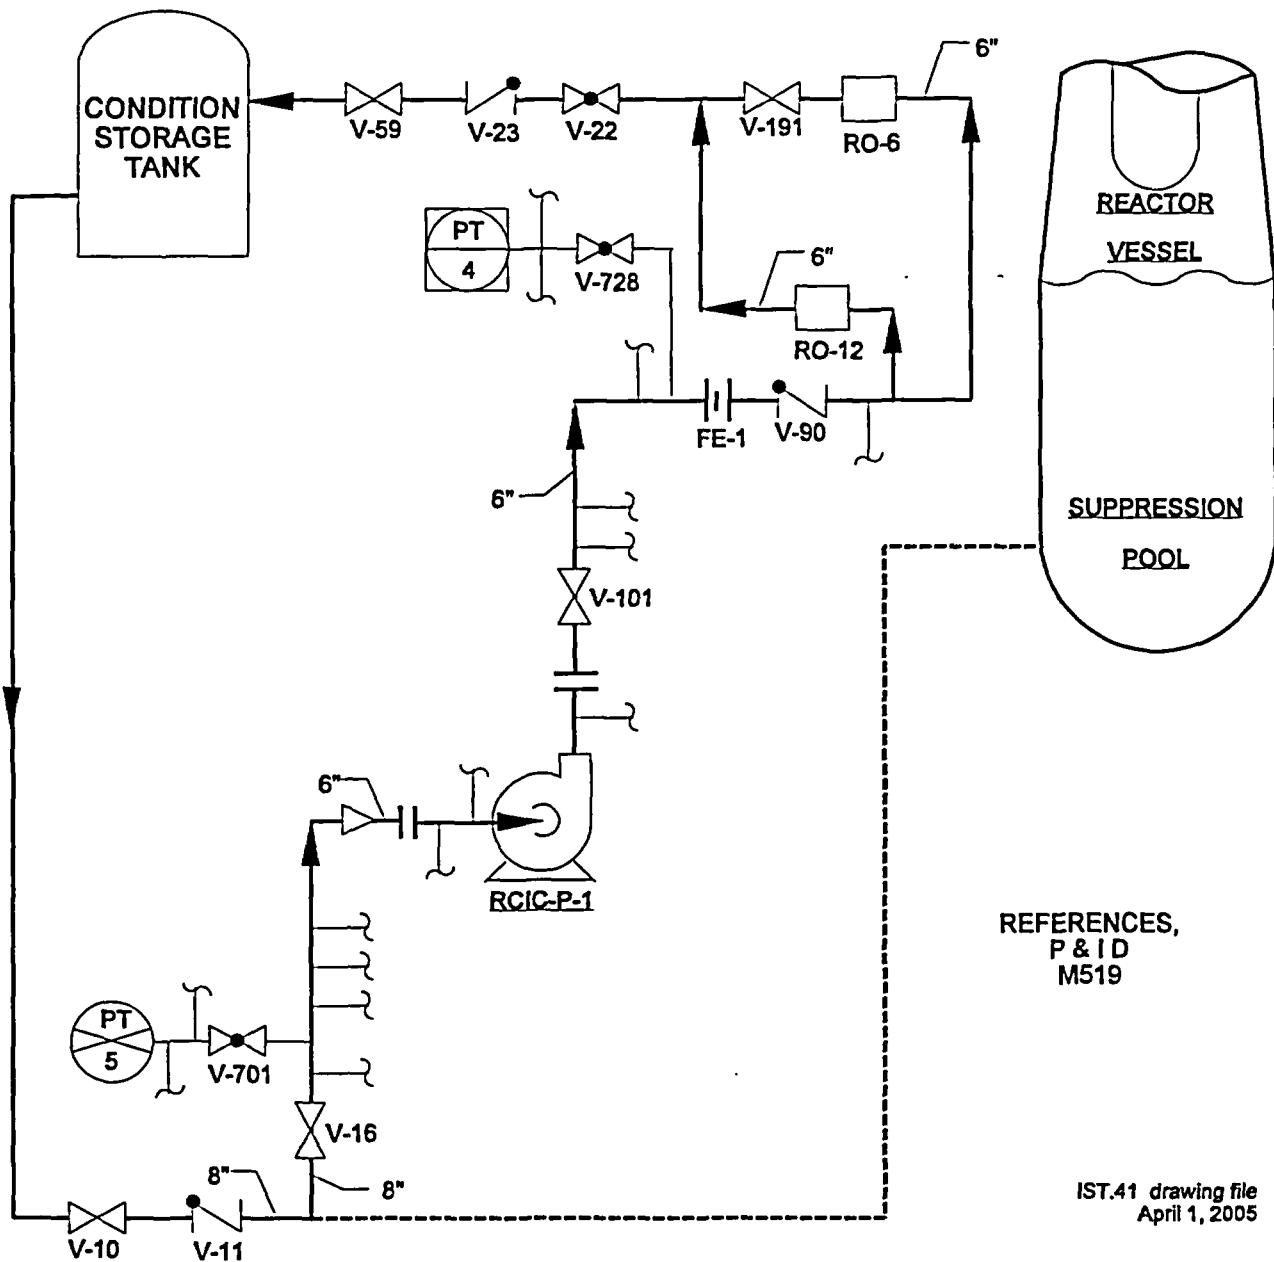 6"
CONDITION
STORAGE
TANK
V-59
V-23
V-22
V-191
RO-6
PT
4
V-728
6"
RO-12
REACTOR
VESSEL
FE-1
V-90
6"
SUPPRESSION
POOL
V-101
6"
RCIC-P-1
REFERENCES,
P & I D
M519
PT
5
V-701
V-16
8"
8"
V-10
V-11
IST.41 drawing file
April 1, 2005